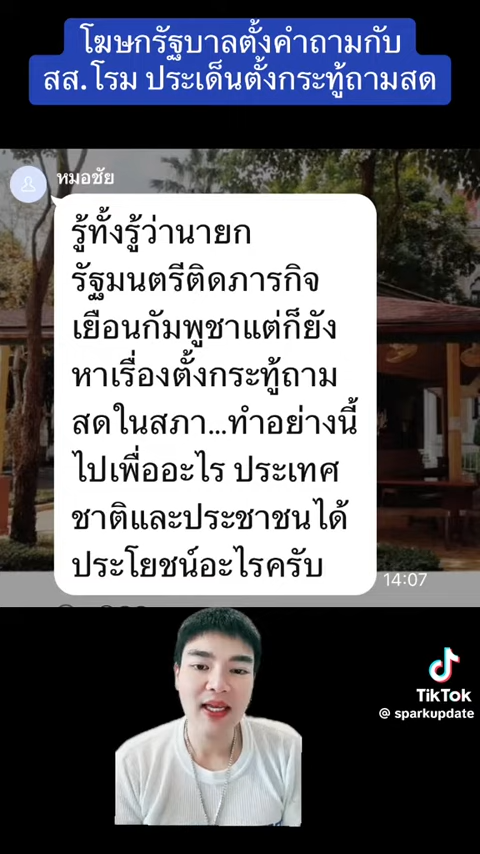 โฆษกรัฐบาลตั้งคำถามกับ
สส.โรม ประเด็นตั้งกระทู้ถามสด
หมอชัย
รู้ทั้งรู้ว่านายก
รัฐมนตรีติดภารกิจ
เยือนกัมพูชาแต่ก็ยัง
หาเรื่องตั้งกระทู้ถาม
สดในสภา...ทำอย่างนี้
ไปเพื่ออะไร ประเทศ
ชาติและประชาชนได้
ประโยชน์อะไรครับ
14:07
TikTok
@ sparkupdate